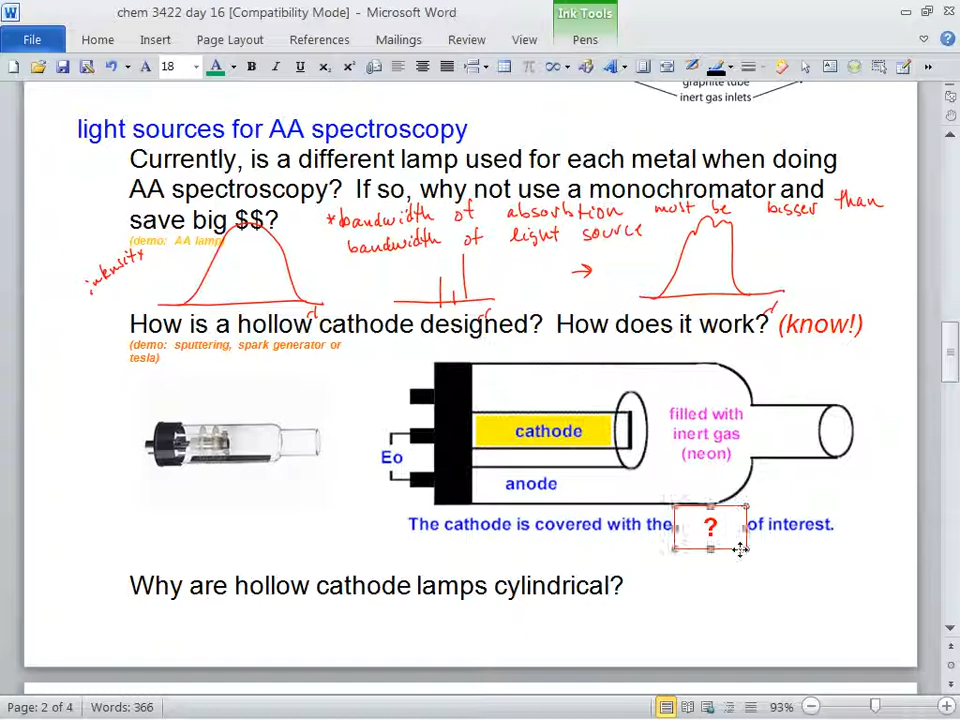 chem 3422 day 16 [Compatibility Mode] - Microsoft Word
Ink Tools
File Home Insert Page Layout References Mailings Review View Pens
18
graphite tube
inert gas inlets
light sources for AA spectroscopy
Currently, is a different lamp used for each metal when doing
AA spectroscopy? If so, why not use a monochromator and
save big $$?
*bandwidth of absorbtion must be bigger than
bandwidth of light source
(demo: AA lamp)
intensity
How is a hollow cathode designed? How does it work? (know!)
(demo: sputtering, spark generator or
tesla)
cathode
filled with
inert gas
(neon)
Eo
anode
The cathode is covered with the ? of interest.
Why are hollow cathode lamps cylindrical?
Page: 2 of 4 Words: 366 93%